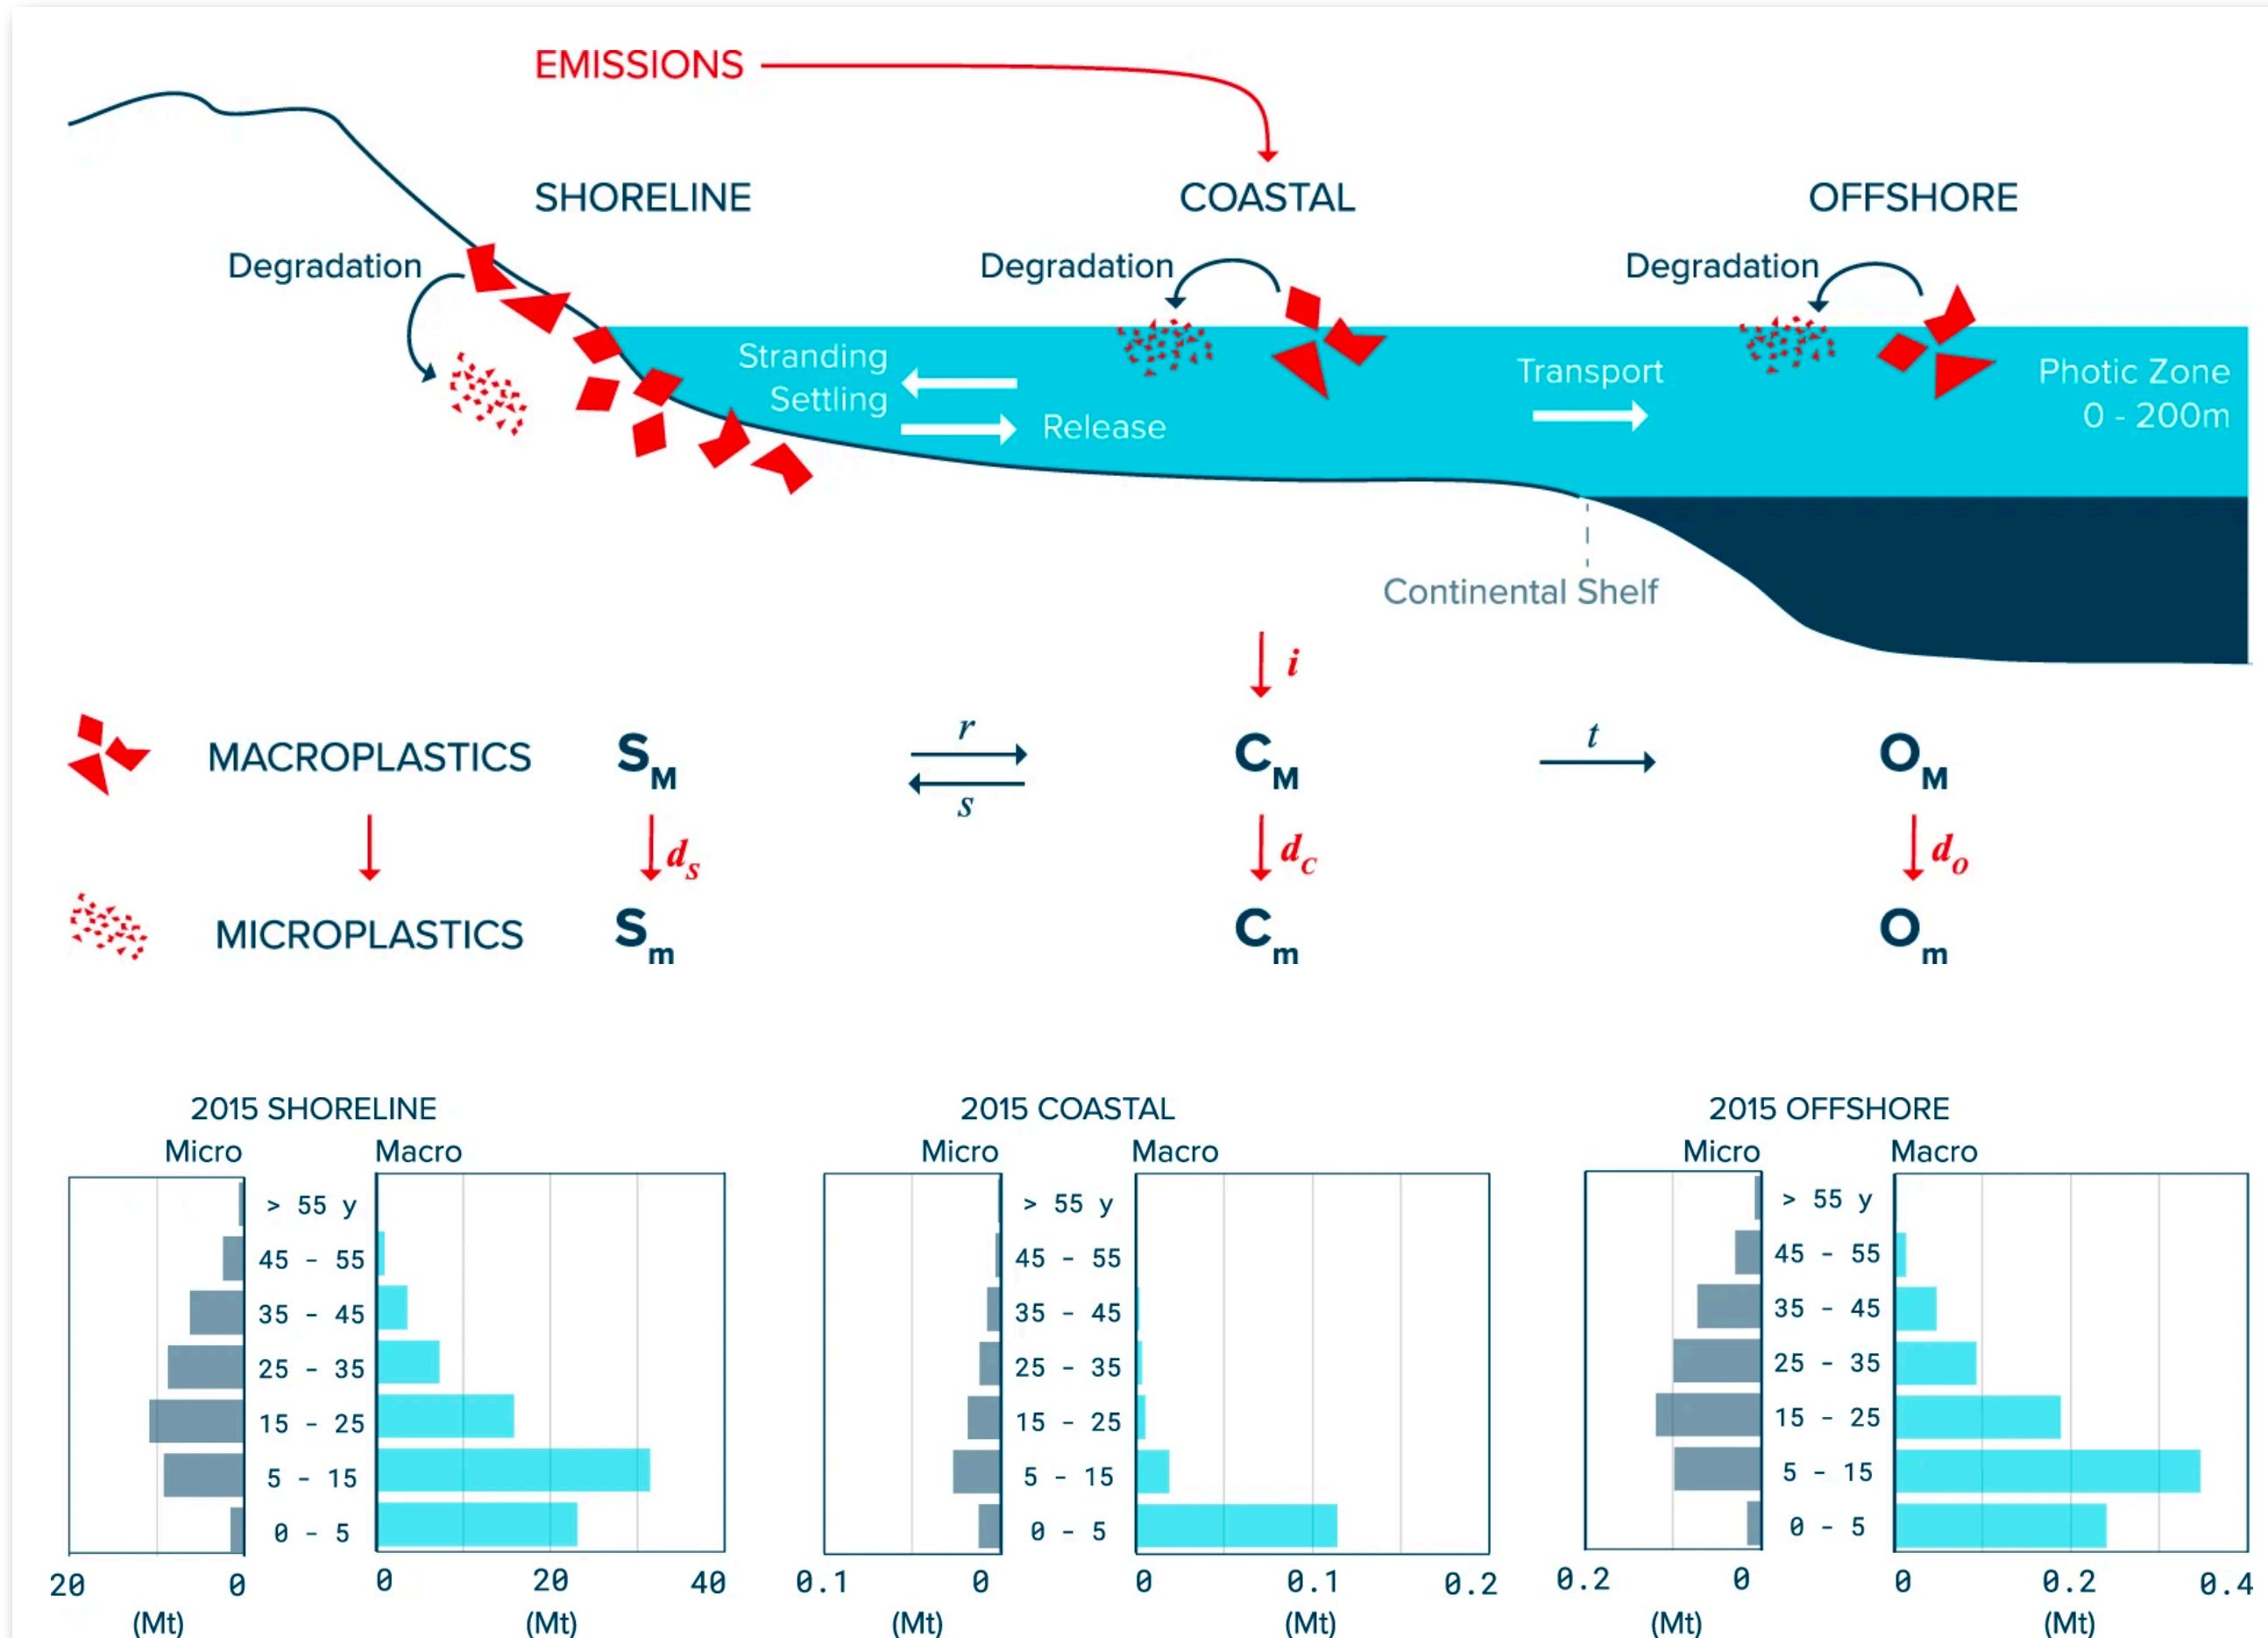 EMISSIONS
SHORELINE
COASTAL
OFFSHORE
Degradation
Degradation
Degradation
Stranding
Settling
Release
Transport
Photic Zone
0 - 200m
Continental Shelf
i
MACROPLASTICS
S_M
r
s
C_M
t
O_M
d_s
d_c
d_o
MICROPLASTICS
S_m
C_m
O_m
2015 SHORELINE
Micro
Macro
> 55 y
45 - 55
35 - 45
25 - 35
15 - 25
5 - 15
0 - 5
20
0
0
20
40
(Mt)
(Mt)
2015 COASTAL
Micro
Macro
> 55 y
45 - 55
35 - 45
25 - 35
15 - 25
5 - 15
0 - 5
0.1
0
0
0.1
0.2
(Mt)
(Mt)
2015 OFFSHORE
Micro
Macro
> 55 y
45 - 55
35 - 45
25 - 35
15 - 25
5 - 15
0 - 5
0.2
0
0
0.2
0.4
(Mt)
(Mt)